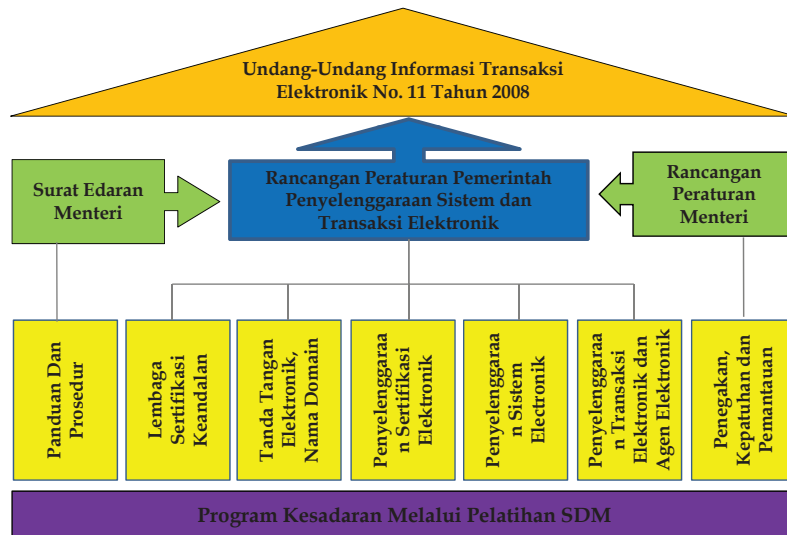 Undang-Undang Informasi Transaksi
Elektronik No. 11 Tahun 2008
Surat Edaran
Menteri
Rancangan Peraturan Pemerintah
Penyelenggaraan Sistem dan
Transaksi Elektronik
Rancangan
Peraturan
Menteri
Panduan Dan
Prosedur
Lembaga
Sertifikasi
Keandalan
Tanda Tangan
Elektronik,
Nama Domain
Penyelenggaraa
n Sertifikasi
Elektronik
Penyelenggaraa
n Sistem
Electronik
Penyelenggaraa
n Transaksi
Elektronik dan
Agen Elektronik
Penegakan,
Kepatuhan dan
Pemantauan
Program Kesadaran Melalui Pelatihan SDM